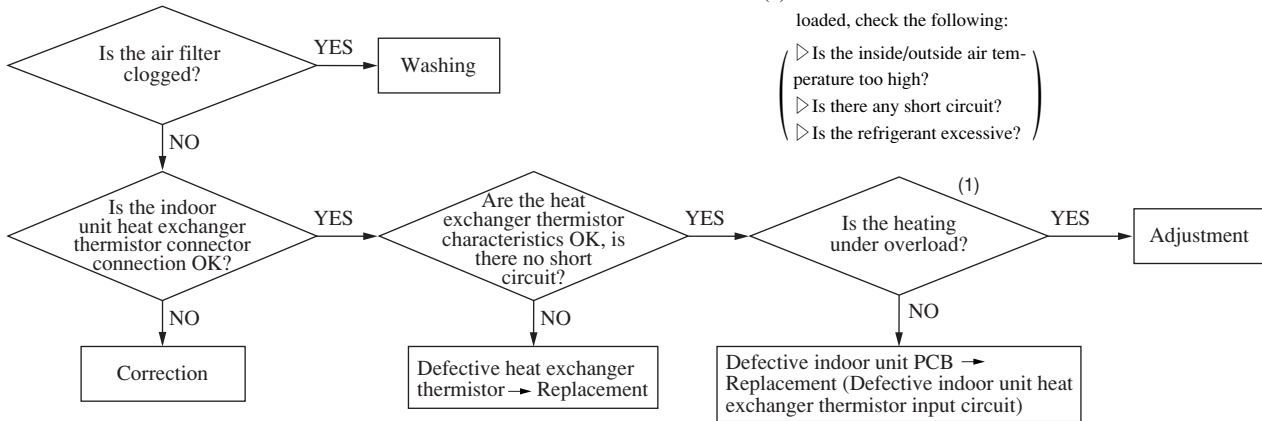 loaded, check the following:
▷Is the inside/outside air tem-
perature too high?
▷Is there any short circuit?
▷Is the refrigerant excessive?
Is the air filter
clogged?
YES
Washing
NO
Is the indoor
unit heat exchanger
thermistor connector
connection OK?
YES
Are the heat
exchanger thermistor
characteristics OK, is
there no short
circuit?
YES
(1)
Is the heating
under overload?
YES
Adjustment
NO
Correction
NO
Defective heat exchanger
thermistor → Replacement
NO
Defective indoor unit PCB →
Replacement (Defective indoor unit heat
exchanger thermistor input circuit)